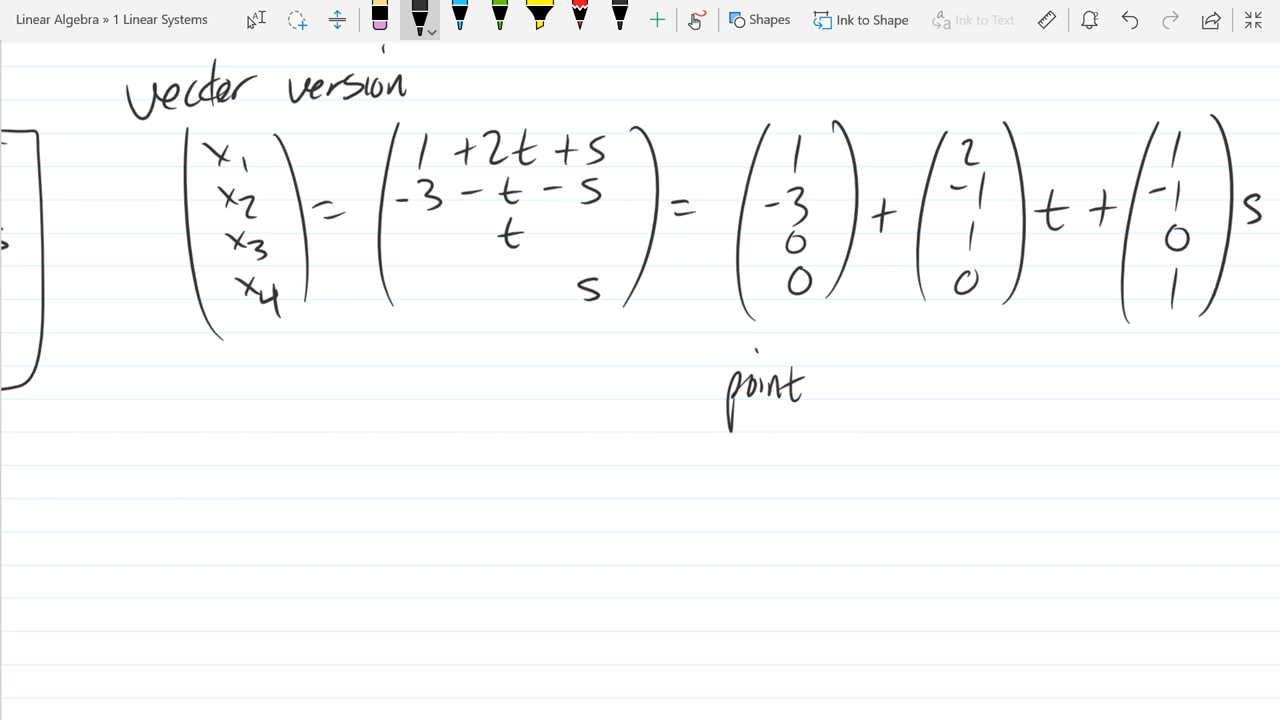 Linear Algebra » 1 Linear Systems Shapes Ink to Shape Ink to Text
vector version
(x1 x2 x3 x4) = (1 + 2t + s -3 - t - s t s) = (1 -3 0 0) + (2 -1 1 0) t + (1 -1 0 1) s
point